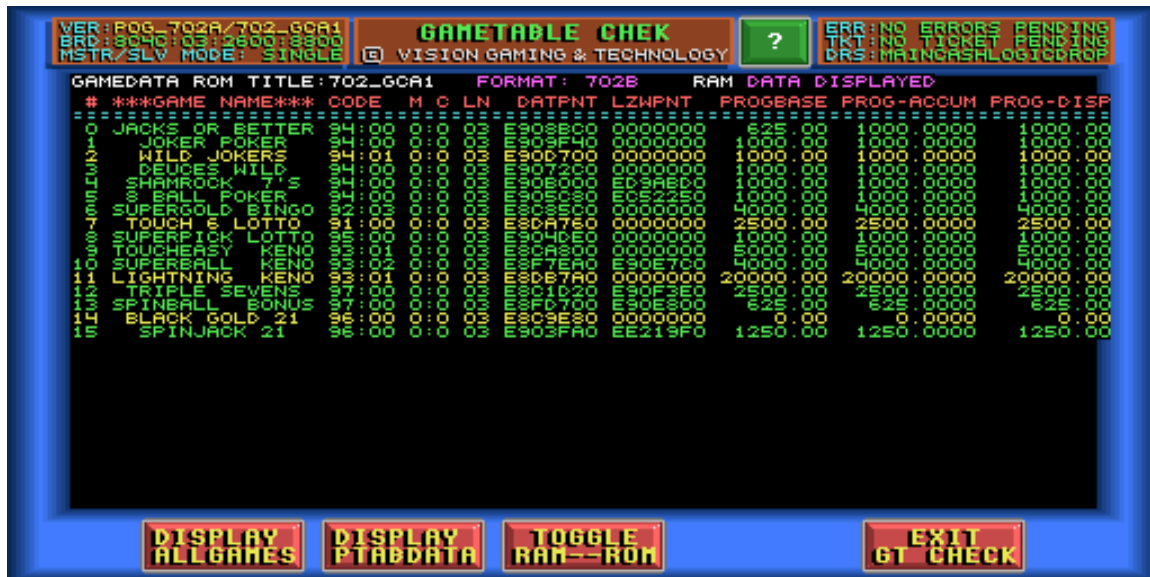 VER:POG_702A/702_GCA1
BRD:8C4C:03:2600:8800
MSTR/SLV MODE: SINGLE
GAMETABLE CHEK
VISION GAMING & TECHNOLOGY
?
ERR:NO ERRORS PENDING
TKT:NO TICKET PENDING
DRS:MAINCASHLOGICDROP
GAMEDATA ROM TITLE:702_GCA1 FORMAT: 702B RAM DATA DISPLAYED
# ***GAME NAME*** CODE M C LN DATPNT LZWPNT PROGBASE PROG-ACCUM PROG-DISP
0 JACKS OR BETTER 94:00 0:0 03 E908BC0 0000000 625.00 1000.0000 1000.00
1 JOKER POKER 94:00 0:0 03 E909F40 0000000 1000.00 1000.0000 1000.00
2 WILD JOKERS 94:01 0:0 03 E90D700 0000000 1000.00 1000.0000 1000.00
3 DEUCES WILD 94:00 0:0 03 E9072C0 0000000 1000.00 1000.0000 1000.00
4 SHAMROCK 7'S 94:00 0:0 03 E90B000 ED9ABD0 1000.00 1000.0000 1000.00
5 8 BALL POKER 94:00 0:0 03 EC52250 1000.00 1000.0000 1000.00
6 SUPERGOLD BINGO 92:00 0:0 03 0000000 4000.00 4000.0000 4000.00
7 TOUCH 6 LOTTO 91:00 0:0 03 E8DA760 0000000 2500.00 2500.0000 2500.00
8 SUPERPICK LOTTO 95:00 0:0 03 E904DE0 0000000 1000.00 1000.0000 1000.00
9 SUPEREASY KENO 93:01 0:0 03 0000000
10 SUPERBALL KENO 93:00 0:0 03 E8F7EA0 E90E7C0 4000.00 4000.0000 4000.00
11 LIGHTNING KENO 93:01 0:0 03 E8DB7A0 0000000 20000.00 20000.0000 20000.00
12 TRIPLE SEVENS 97:00 0:0 03 E8C1D20 E90F3E0 2500.00 2500.0000 2500.00
13 SPINBALL BONUS 97:00 0:0 03 E8FD700 E90E800 625.00 625.0000 625.00
14 BLACK GOLD 21 96:00 0:0 03 E8C9E80 0000000 0.00 0.0000 0.00
15 SPINJACK 21 96:00 0:0 03 E903FA0 EE219F0 1250.00 1250.0000 1250.00
DISPLAY ALLGAMES
DISPLAY PTABDATA
TOGGLE RAM--ROM
EXIT GT CHECK